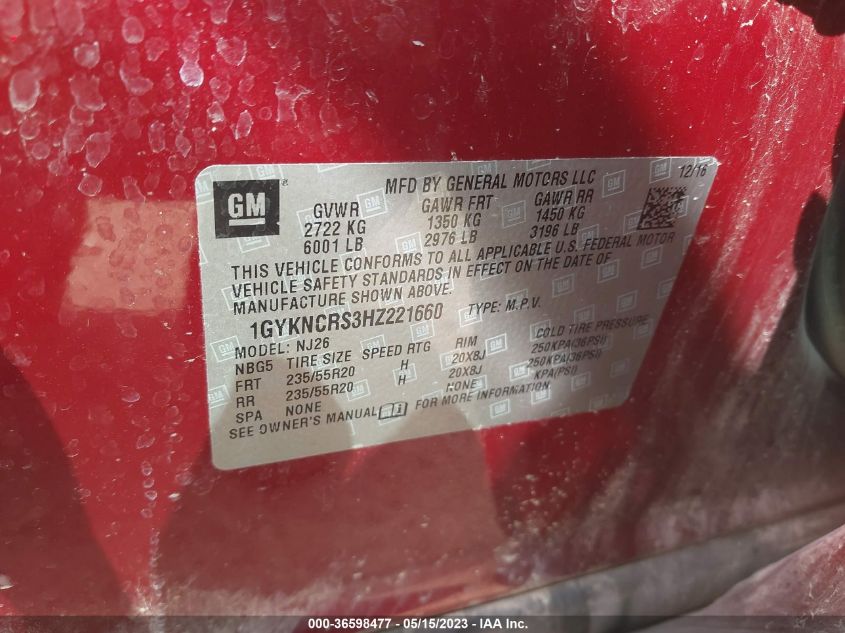 GM ® MFD BY GENERAL MOTORS LLC 12/16
GVWR GAWR FRT GAWR RR
2722 KG 1350 KG 1450 KG
6001 LB 2976 LB 3196 LB
THIS VEHICLE CONFORMS TO ALL APPLICABLE U.S. FEDERAL MOTOR
VEHICLE SAFETY STANDARDS IN EFFECT ON THE DATE OF
MANUFACTURE SHOWN ABOVE.
1GYKNCRS3HZ221660 TYPE: M.P.V.
MODEL: NJ26
NBG5 TIRE SIZE SPEED RTG RIM COLD TIRE PRESSURE
FRT 235/55R20 H 20X8J 250KPA(36PSI)
RR 235/55R20 H 20X8J 250KPA(36PSI)
SPA NONE NONE KPA(PSI)
SEE OWNER'S MANUAL FOR MORE INFORMATION
000-36598477 - 05/15/2023 - IAA Inc.